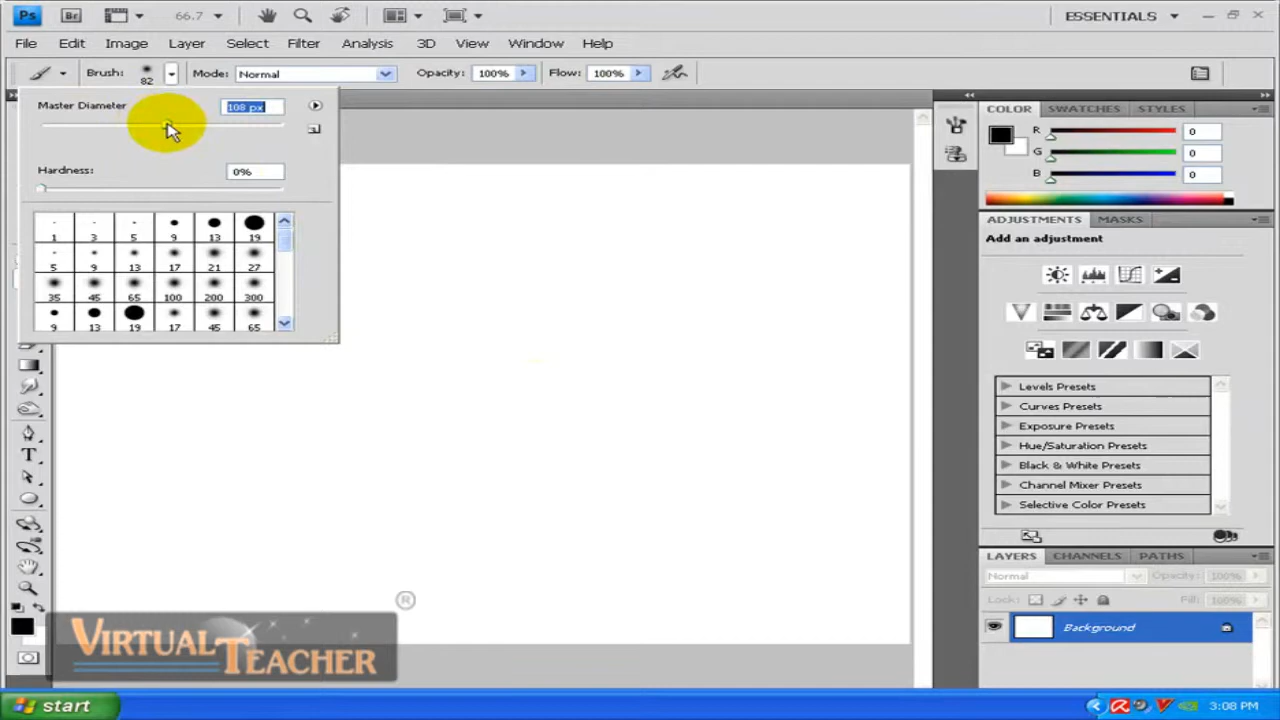 Ps Br 66.7 ESSENTIALS
File Edit Image Layer Select Filter Analysis 3D View Window Help
Brush: 82 Mode: Normal Opacity: 100% Flow: 100%
Master Diameter 108 px
Hardness: 0%
1 3 5 9 13 19
5 9 13 17 21 27
35 45 65 100 200 300
9 13 19 17 45 65
COLOR SWATCHES STYLES
R 0
G 0
B 0
ADJUSTMENTS MASKS
Add an adjustment
Levels Presets
Curves Presets
Exposure Presets
Hue/Saturation Presets
Black & White Presets
Channel Mixer Presets
Selective Color Presets
LAYERS CHANNELS PATHS
Normal Opacity: 100%
Lock: Fill: 100%
Background
T
®
VIRTUAL TEACHER
start 3:08 PM